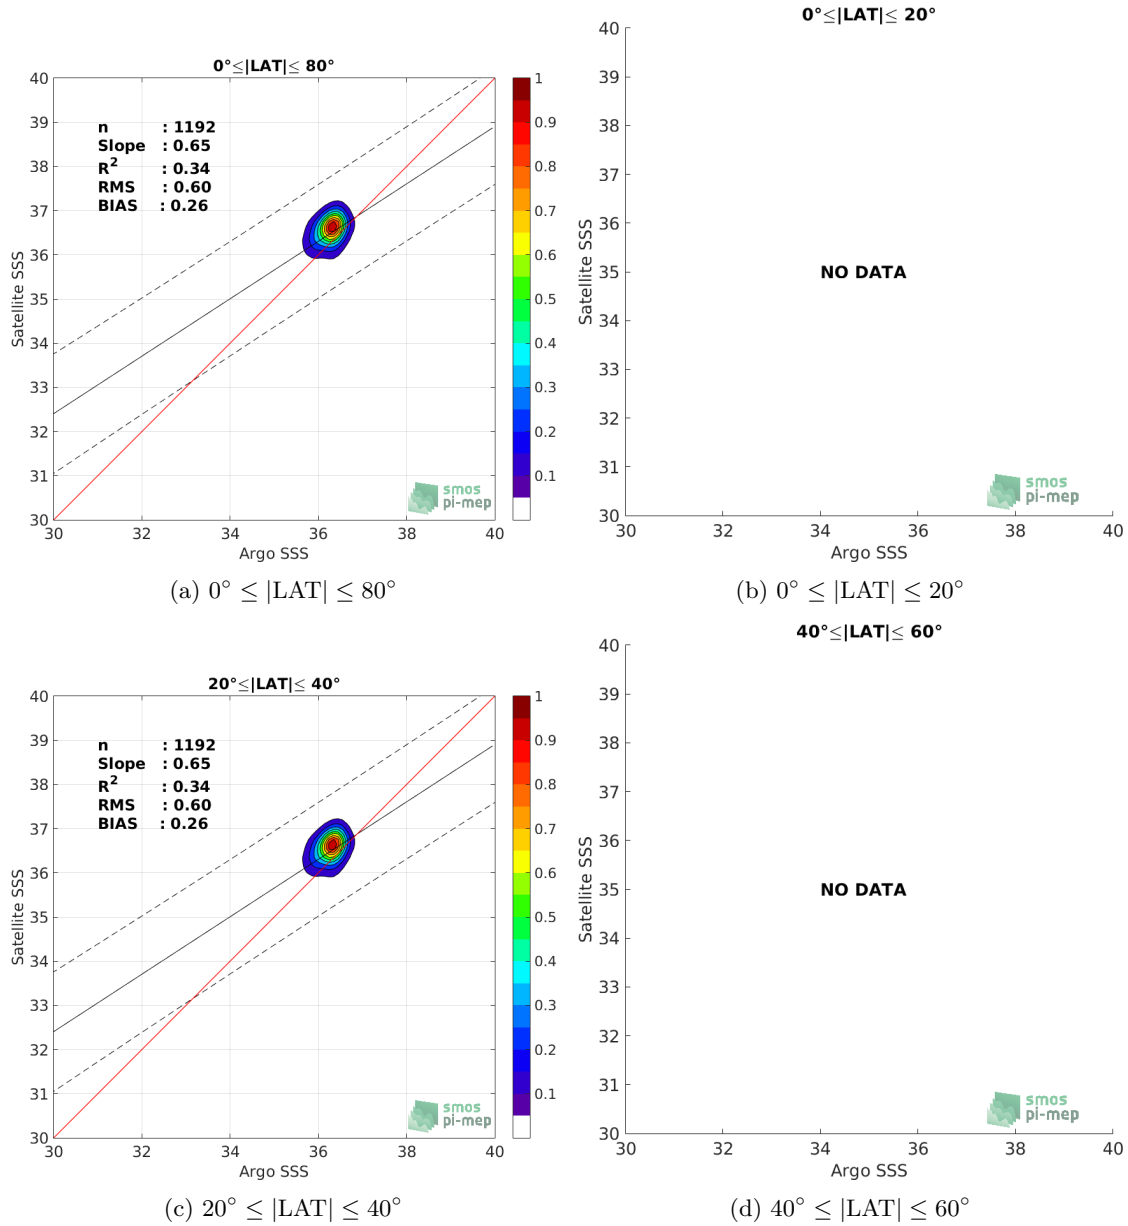 0°≤|LAT|≤ 80°
40
39
38
37
36
35
34
33
32
31
30
Satellite SSS
n : 1192
Slope : 0.65
R² : 0.34
RMS : 0.60
BIAS : 0.26
smos
pi-mep
30 32 34 36 38 40
Argo SSS
1
0.9
0.8
0.7
0.6
0.5
0.4
0.3
0.2
0.1
(a) 0° ≤ |LAT| ≤ 80°
0°≤|LAT|≤ 20°
40
39
38
37
36
35
34
33
32
31
30
Satellite SSS
NO DATA
smos
pi-mep
30 32 34 36 38 40
Argo SSS
(b) 0° ≤ |LAT| ≤ 20°
20°≤|LAT|≤ 40°
40
39
38
37
36
35
34
33
32
31
30
Satellite SSS
n : 1192
Slope : 0.65
R² : 0.34
RMS : 0.60
BIAS : 0.26
smos
pi-mep
30 32 34 36 38 40
Argo SSS
1
0.9
0.8
0.7
0.6
0.5
0.4
0.3
0.2
0.1
(c) 20° ≤ |LAT| ≤ 40°
40°≤|LAT|≤ 60°
40
39
38
37
36
35
34
33
32
31
30
Satellite SSS
NO DATA
smos
pi-mep
30 32 34 36 38 40
Argo SSS
(d) 40° ≤ |LAT| ≤ 60°